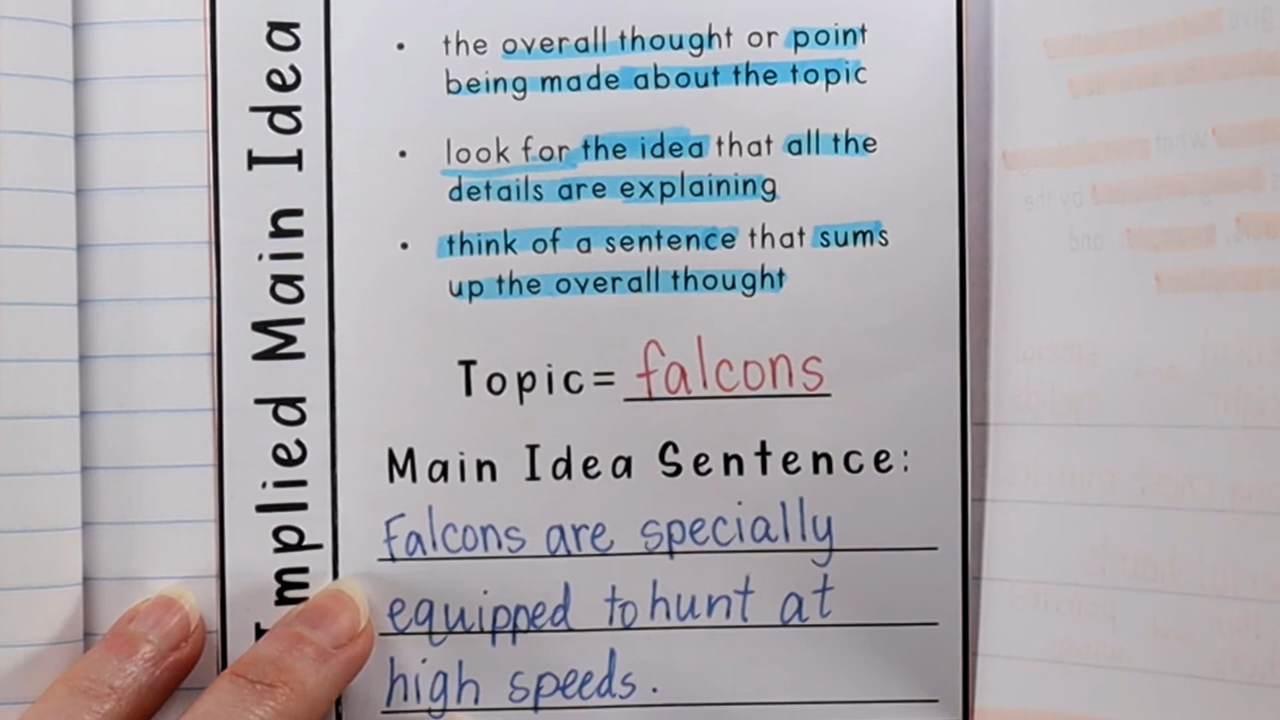 Implied Main Idea
• the overall thought or point
being made about the topic
• look for the idea that all the
details are explaining
• think of a sentence that sums
up the overall thought
Topic= falcons
Main Idea Sentence:
Falcons are specially
equipped to hunt at
high speeds.